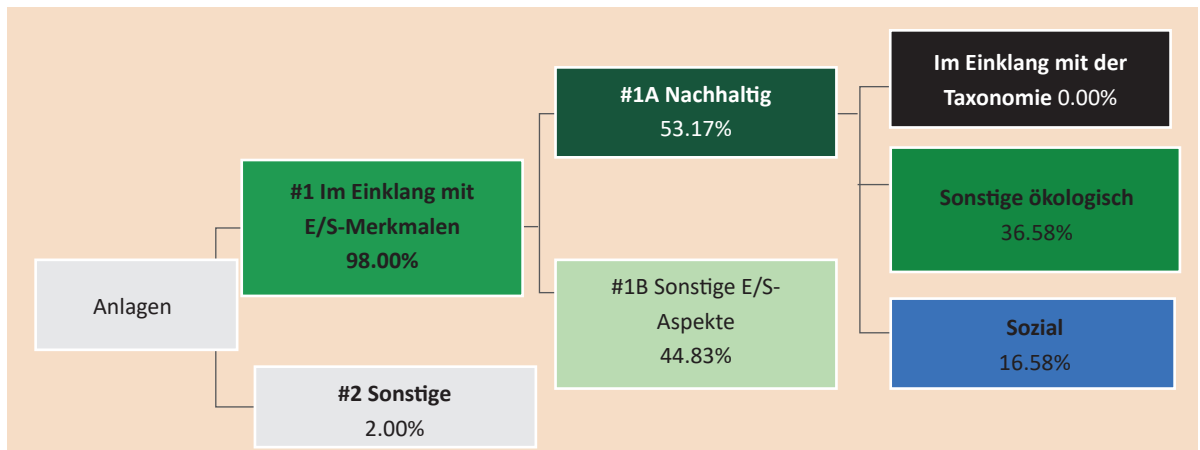 Anlagen
#1 Im Einklang mit
E/S-Merkmalen
98.00%
#2 Sonstige
2.00%
#1A Nachhaltig
53.17%
#1B Sonstige E/S-
Aspekte
44.83%
Im Einklang mit der
Taxonomie 0.00%
Sonstige ökologisch
36.58%
Sozial
16.58%